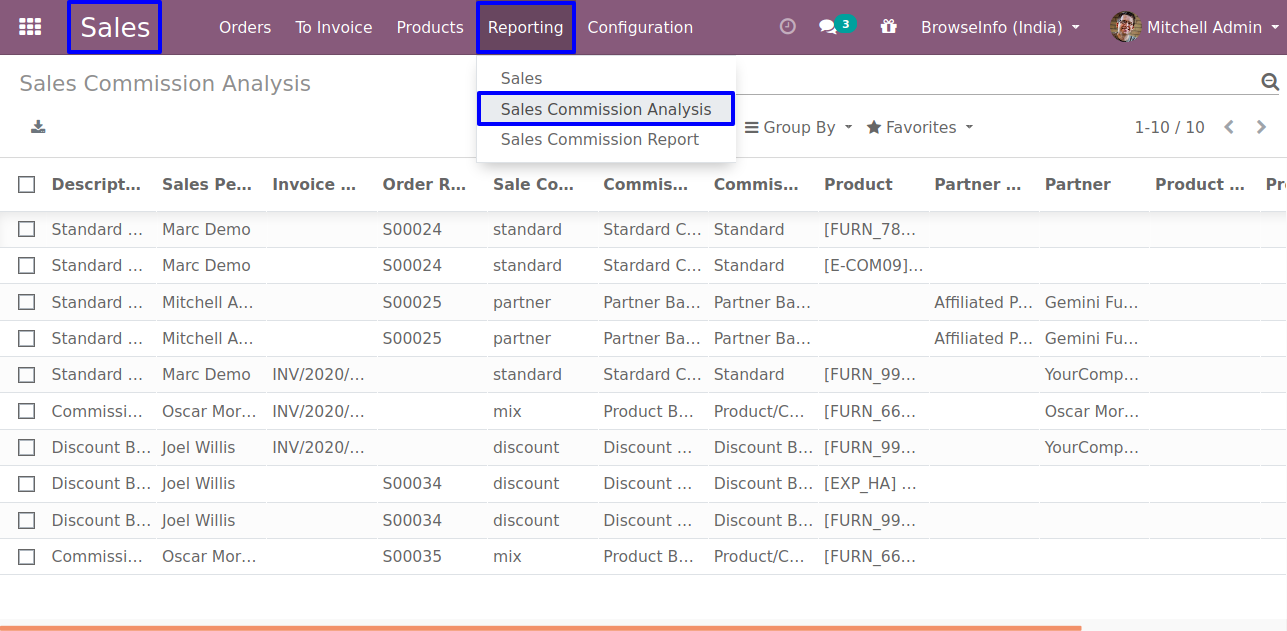 Sales Orders To Invoice Products Reporting Configuration 3 BrowseInfo (India) Mitchell Admin
Sales Commission Analysis
Sales
Sales Commission Analysis
Sales Commission Report
Group By Favorites 1-10 / 10
Descript... Sales Pe... Invoice ... Order R... Sale Co... Commis... Commis... Product Partner ... Partner Product ... Pr
Standard ... Marc Demo S00024 standard Stardard C... Standard [FURN_78...
Standard ... Marc Demo S00024 standard Stardard C... Standard [E-COM09]...
Standard ... Mitchell A... S00025 partner Partner Ba... Partner Ba... Affiliated P... Gemini Fu...
Standard ... Mitchell A... S00025 partner Partner Ba... Partner Ba... Affiliated P... Gemini Fu...
Standard ... Marc Demo INV/2020/... standard Stardard C... Standard [FURN_99... YourComp...
Commissi... Oscar Mor... INV/2020/... mix Product B... Product/C... [FURN_66... Oscar Mor...
Discount B... Joel Willis INV/2020/... discount Discount ... Discount B... [FURN_99... YourComp...
Discount B... Joel Willis S00034 discount Discount ... Discount B... [EXP_HA] ...
Discount B... Joel Willis S00034 discount Discount ... Discount B... [FURN_99...
Commissi... Oscar Mor... S00035 mix Product B... Product/C... [FURN_66...